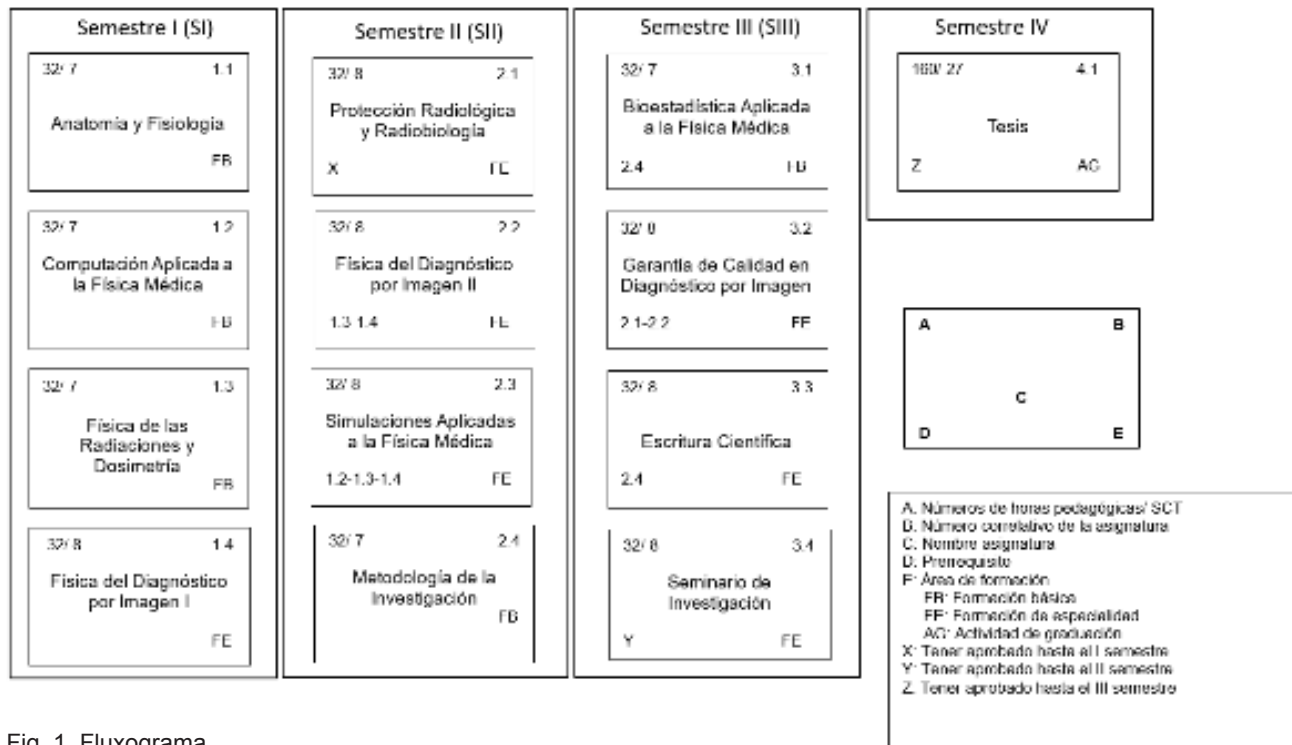 Semestre I (SI)
32/ 7 1.1
Anatomía y Fisiología
FB
32/ 7 1.2
Computación Aplicada a
la Física Médica
FB
32/ 7 1.3
Física de las
Radiaciones y
Dosimetría
FB
32/ 8 1.4
Física del Diagnóstico
por Imagen I
FE
Semestre II (SII)
32/ 8 2.1
Protección Radiológica
y Radiobiología
X FE
32/ 8 2.2
Física del Diagnóstico
por Imagen II
1.3-1.4 FE
32/ 8 2.3
Simulaciones Aplicadas
a la Física Médica
1.2-1.3-1.4 FE
32/ 7 2.4
Metodología de la
Investigación
FB
Semestre III (SIII)
32/ 7 3.1
Bioestadística Aplicada
a la Física Médica
2.4 FB
32/ 8 3.2
Garantía de Calidad en
Diagnóstico por Imagen
2.1-2.2 FE
32/ 8 3.3
Escritura Científica
2.4 FE
32/ 8 3.4
Seminario de
Investigación
Y FE
Semestre IV
160/ 27 4.1
Tesis
Z AG
A B
C
D E
A. Números de horas pedagógicas/ SCT
B. Número correlativo de la asignatura
C: Nombre asignatura
D: Prerrequisito
E: Área de formación
FB: Formación básica
FE: Formación de especialidad
AG: Actividad de graduación
X: Tener aprobado hasta el I semestre
Y: Tener aprobado hasta el II semestre
Z. Tener aprobado hasta el III semestre
Fig. 1. Fluxograma